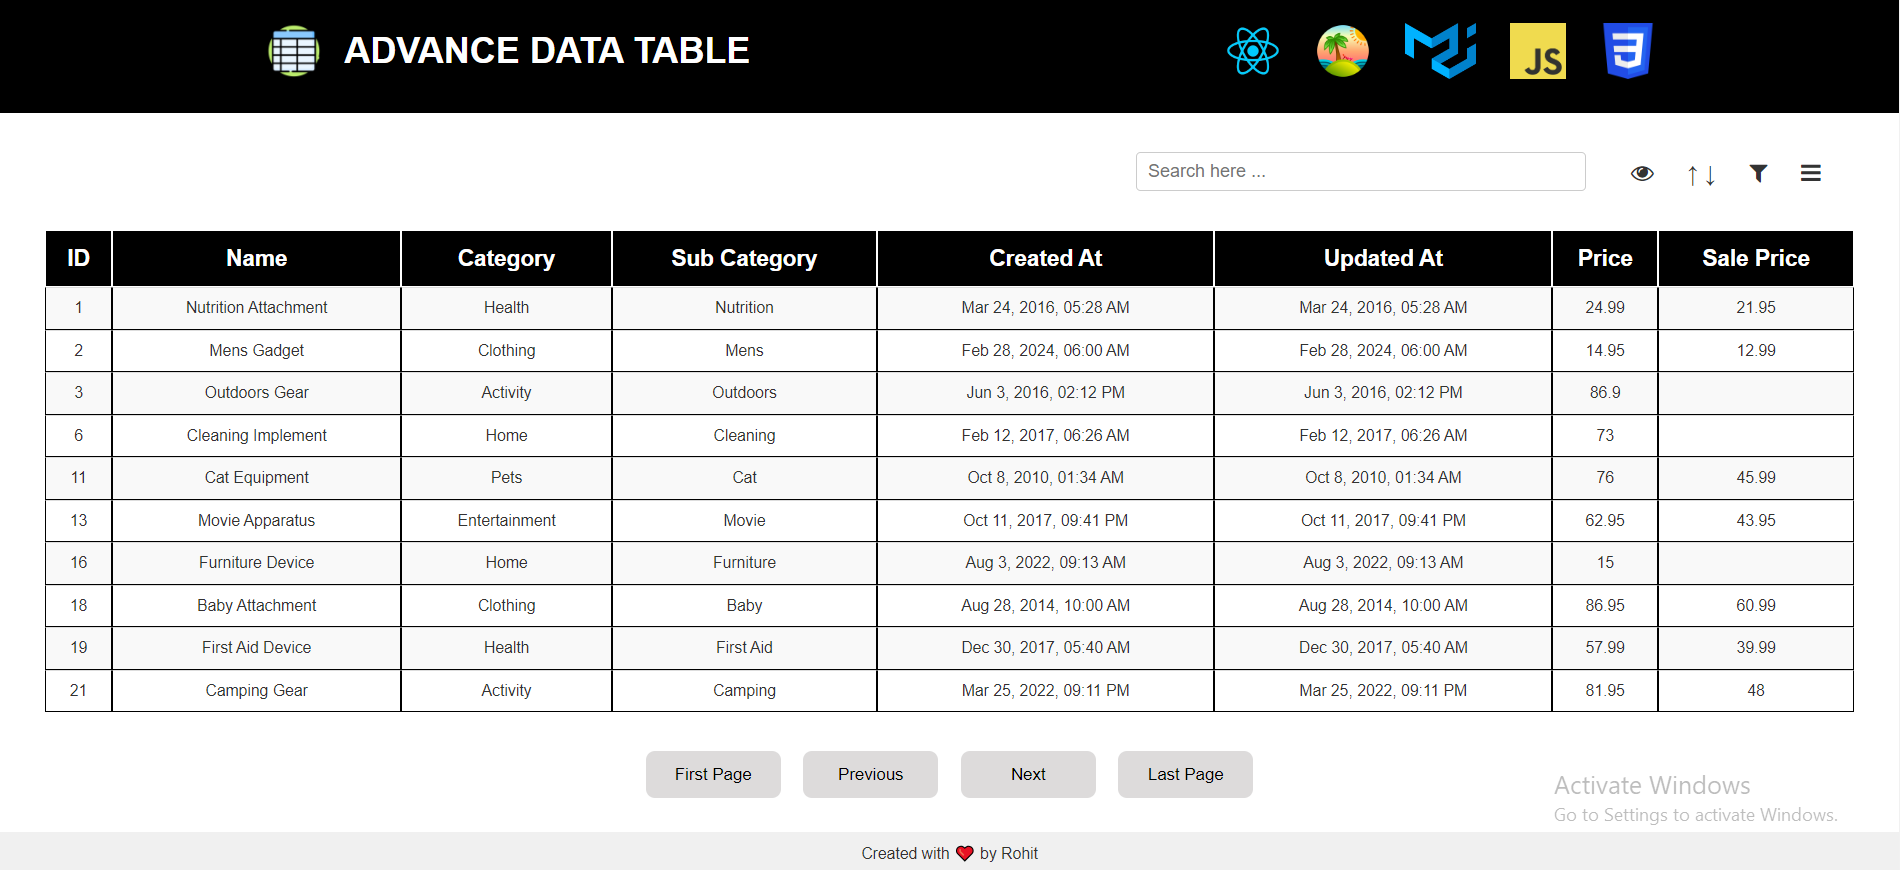 ADVANCE DATA TABLE
JS
3
Search here ...
ID Name Category Sub Category Created At Updated At Price Sale Price
1 Nutrition Attachment Health Nutrition Mar 24, 2016, 05:28 AM Mar 24, 2016, 05:28 AM 24.99 21.95
2 Mens Gadget Clothing Mens Feb 28, 2024, 06:00 AM Feb 28, 2024, 06:00 AM 14.95 12.99
3 Outdoors Gear Activity Outdoors Jun 3, 2016, 02:12 PM Jun 3, 2016, 02:12 PM 86.9
6 Cleaning Implement Home Cleaning Feb 12, 2017, 06:26 AM Feb 12, 2017, 06:26 AM 73
11 Cat Equipment Pets Cat Oct 8, 2010, 01:34 AM Oct 8, 2010, 01:34 AM 76 45.99
13 Movie Apparatus Entertainment Movie Oct 11, 2017, 09:41 PM Oct 11, 2017, 09:41 PM 62.95 43.95
16 Furniture Device Home Furniture Aug 3, 2022, 09:13 AM Aug 3, 2022, 09:13 AM 15
18 Baby Attachment Clothing Baby Aug 28, 2014, 10:00 AM Aug 28, 2014, 10:00 AM 86.95 60.99
19 First Aid Device Health First Aid Dec 30, 2017, 05:40 AM Dec 30, 2017, 05:40 AM 57.99 39.99
21 Camping Gear Activity Camping Mar 25, 2022, 09:11 PM Mar 25, 2022, 09:11 PM 81.95 48
First Page Previous Next Last Page
Activate Windows
Go to Settings to activate Windows.
Created with ❤ by Rohit